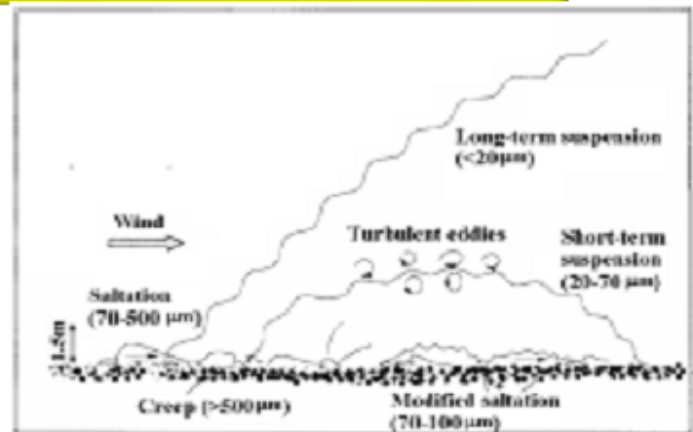 Long-term suspension
(<20μm)
Wind
Turbulent eddies
Short-term
suspension
(20-70 μm)
Saltation
(70-500 μm)
1.5m
Creep (>500μm)
Modified saltation
(70-100μm)